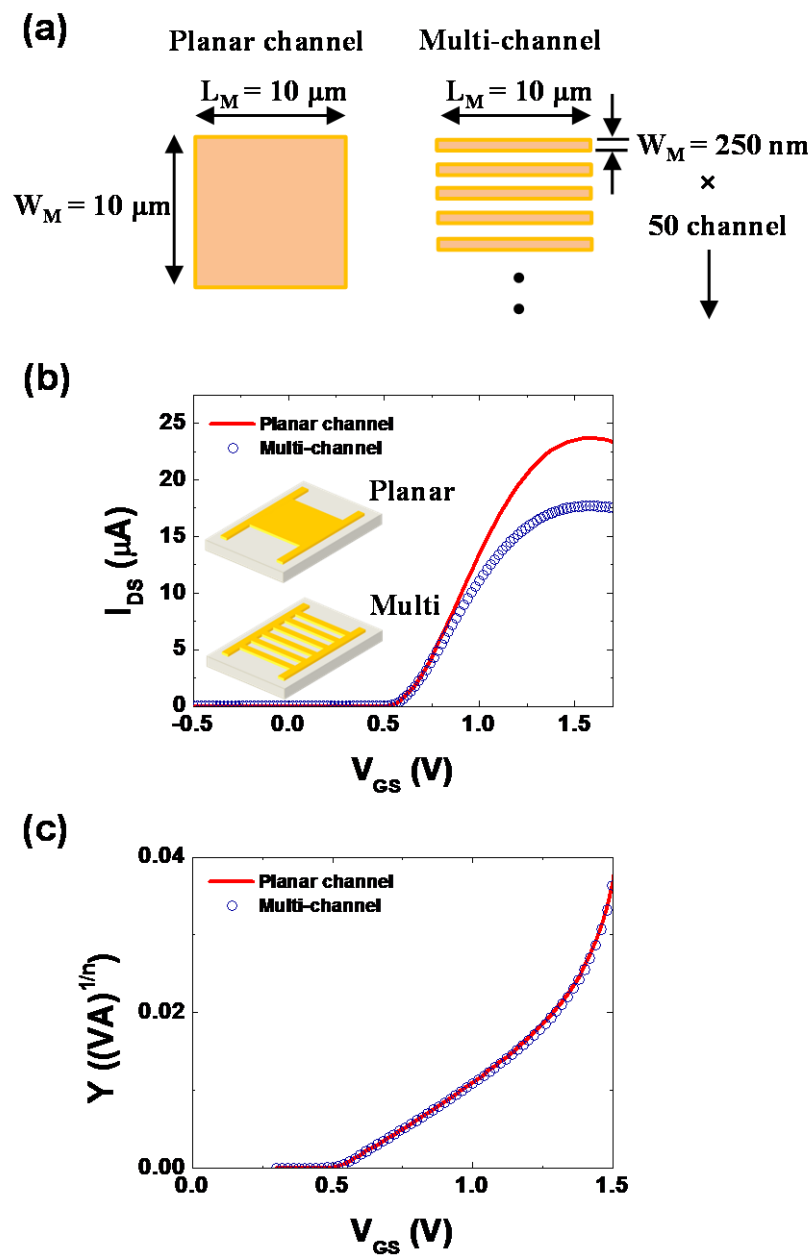 (a)
Planar channel
Multi-channel
L_M = 10 μm
L_M = 10 μm
W_M = 10 μm
W_M = 250 nm
×
50 channel
(b)
25
20
15
10
5
0
I_DS (μA)
Planar channel
Multi-channel
Planar
Multi
-0.5 0.0 0.5 1.0 1.5
V_GS (V)
(c)
0.04
0.02
0.00
Y ((VA)^1/n)
Planar channel
Multi-channel
0.0 0.5 1.0 1.5
V_GS (V)